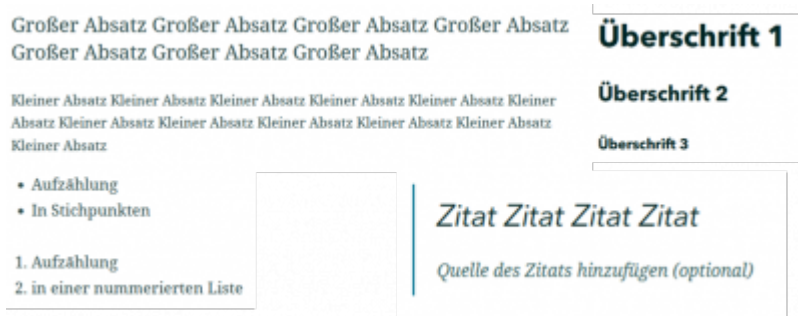 Großer Absatz Großer Absatz Großer Absatz Großer Absatz
Großer Absatz Großer Absatz Großer Absatz
Kleiner Absatz Kleiner Absatz Kleiner Absatz Kleiner Absatz Kleiner Absatz Kleiner
Absatz Kleiner Absatz Kleiner Absatz Kleiner Absatz Kleiner Absatz Kleiner Absatz
Kleiner Absatz
• Aufzählung
• In Stichpunkten
1. Aufzählung
2. in einer nummerierten Liste
Überschrift 1
Überschrift 2
Überschrift 3
Zitat Zitat Zitat Zitat
Quelle des Zitats hinzufügen (optional)